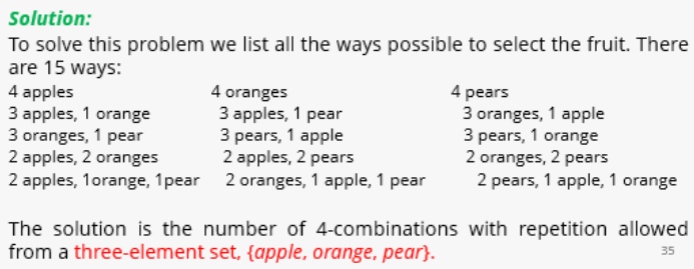 Solution:
To solve this problem we list all the ways possible to select the fruit. There
are 15 ways:
4 apples 4 oranges 4 pears
3 apples, 1 orange 3 apples, 1 pear 3 oranges, 1 apple
3 oranges, 1 pear 3 pears, 1 apple 3 pears, 1 orange
2 apples, 2 oranges 2 apples, 2 pears 2 oranges, 2 pears
2 apples, 1orange, 1pear 2 oranges, 1 apple, 1 pear 2 pears, 1 apple, 1 orange
The solution is the number of 4-combinations with repetition allowed
from a three-element set, {apple, orange, pear}. 35